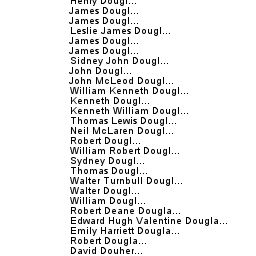 Henry Dougl...
James Dougl...
James Dougl...
Leslie James Dougl...
James Dougl...
James Dougl...
Sidney John Dougl...
John Dougl...
John McLeod Dougl...
William Kenneth Dougl...
Kenneth Dougl...
Kenneth William Dougl...
Thomas Lewis Dougl...
Neil McLaren Dougl...
Robert Dougl...
William Robert Dougl...
Sydney Dougl...
Thomas Dougl...
Walter Turnbull Dougl...
Walter Dougl...
William Dougl...
Robert Deane Dougla...
Edward Hugh Valentine Dougla...
Emily Harriett Dougla...
Robert Dougla...
David Douher...